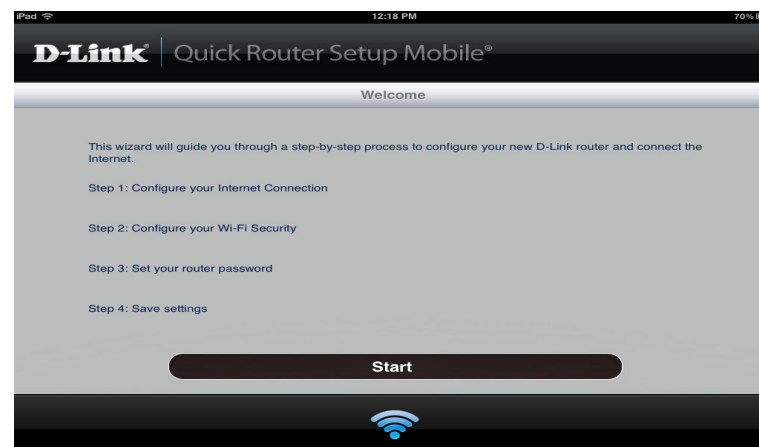 iPad 12:18 PM 70%
D-Link® Quick Router Setup Mobile®
Welcome
This wizard will guide you through a step-by-step process to configure your new D-Link router and connect the
Internet.
Step 1: Configure your Internet Connection
Step 2: Configure your Wi-Fi Security
Step 3: Set your router password
Step 4: Save settings
Start